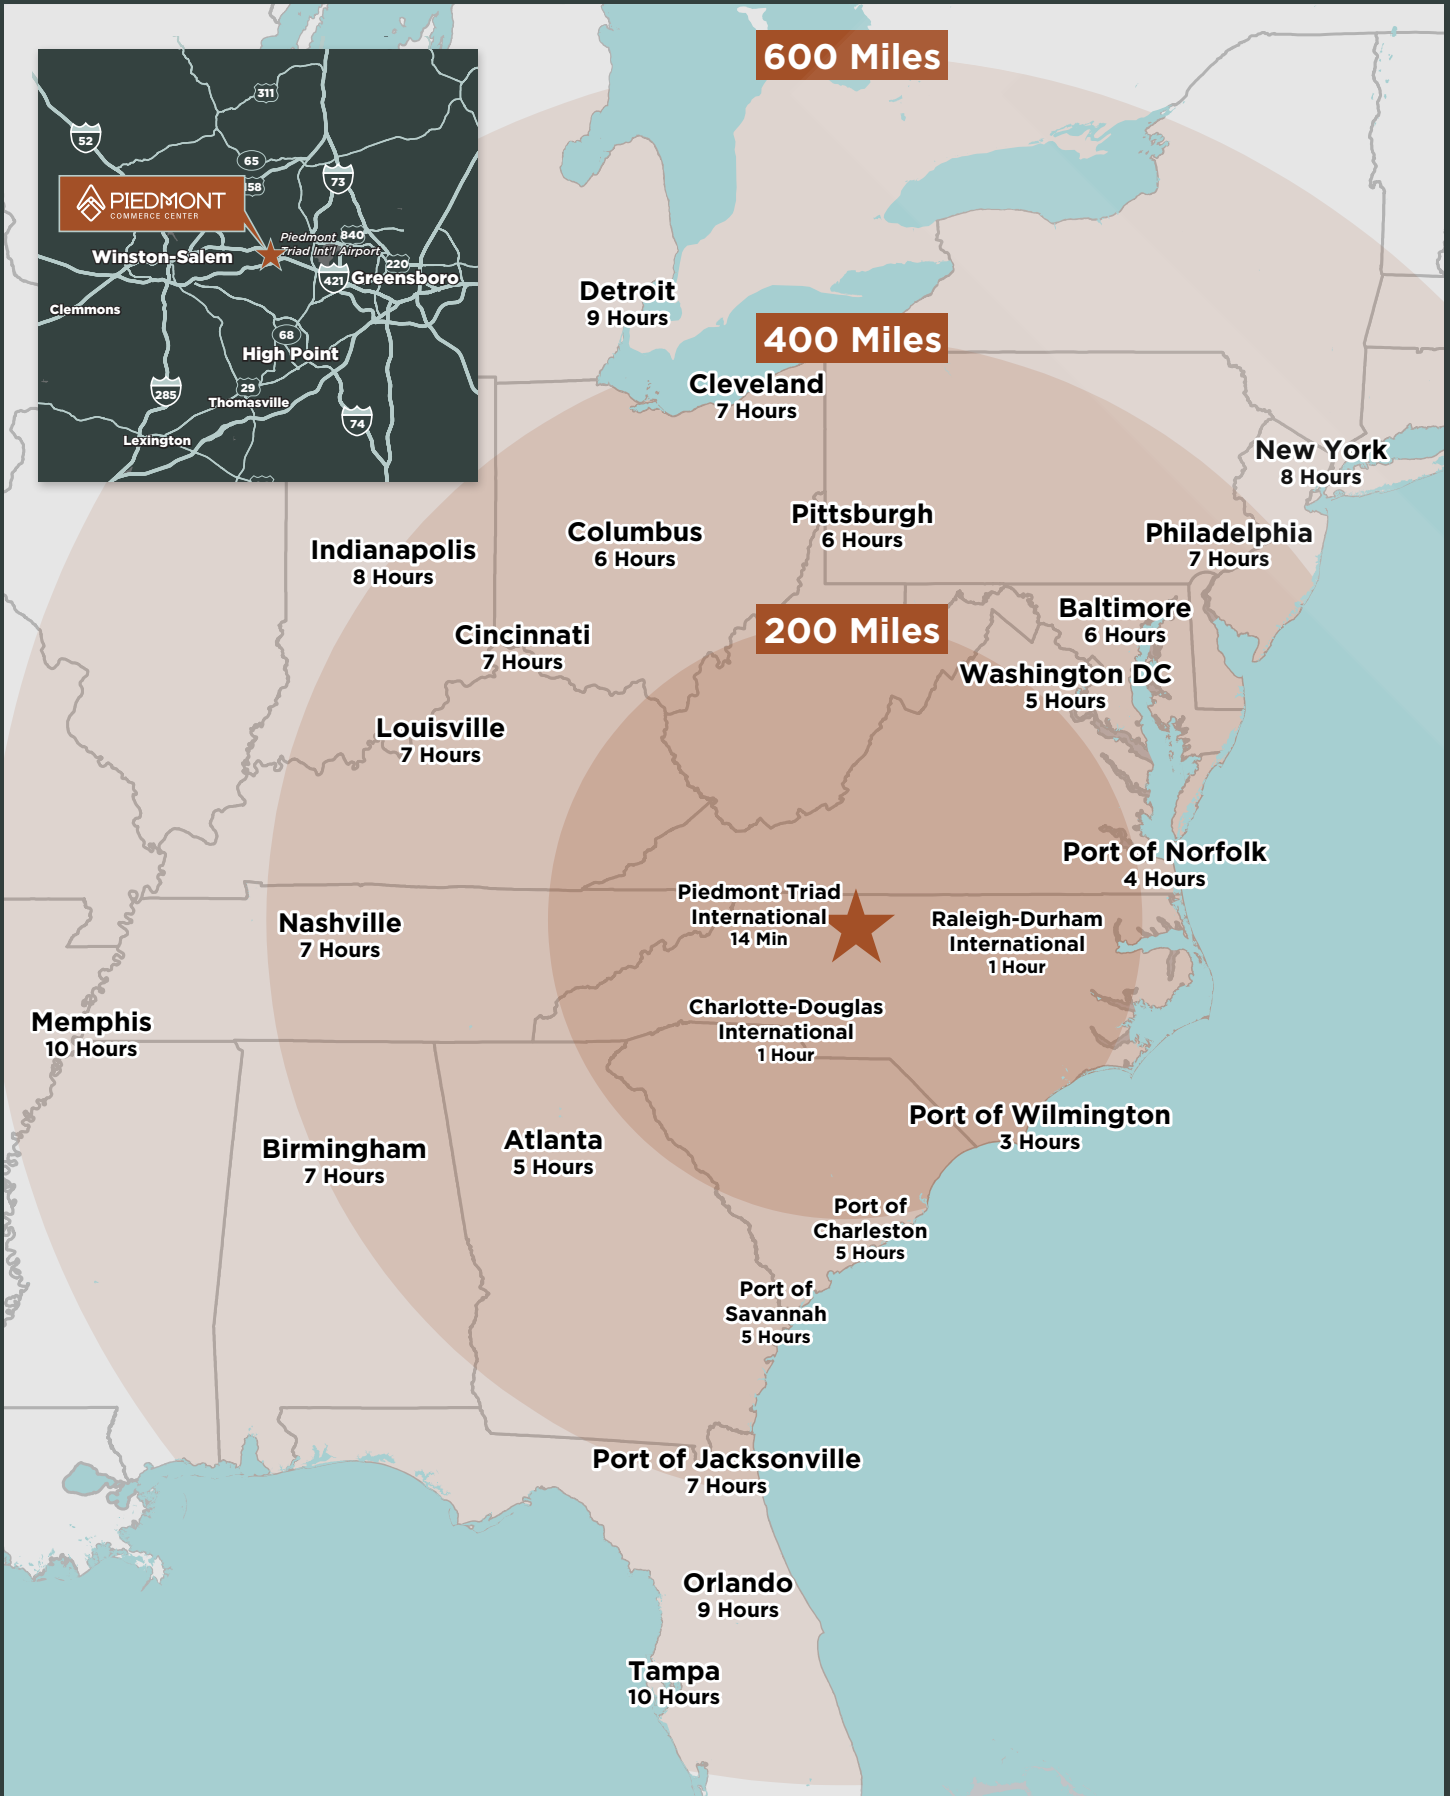 600 Miles
311
52
65
158
73
PIEDMONT
COMMERCE CENTER
Piedmont
Triad Int'l Airport
840
Winston-Salem
220
421
Greensboro
Clemmons
68
High Point
285
29
Thomasville
74
Lexington
Detroit
9 Hours
400 Miles
Cleveland
7 Hours
New York
8 Hours
Pittsburgh
6 Hours
Columbus
6 Hours
Philadelphia
7 Hours
Indianapolis
8 Hours
200 Miles
Baltimore
6 Hours
Cincinnati
7 Hours
Washington DC
5 Hours
Louisville
7 Hours
Port of Norfolk
4 Hours
Piedmont Triad
International
14 Min
Raleigh-Durham
International
1 Hour
Nashville
7 Hours
Charlotte-Douglas
International
1 Hour
Memphis
10 Hours
Port of Wilmington
3 Hours
Atlanta
5 Hours
Birmingham
7 Hours
Port of
Charleston
5 Hours
Port of
Savannah
5 Hours
Port of Jacksonville
7 Hours
Orlando
9 Hours
Tampa
10 Hours